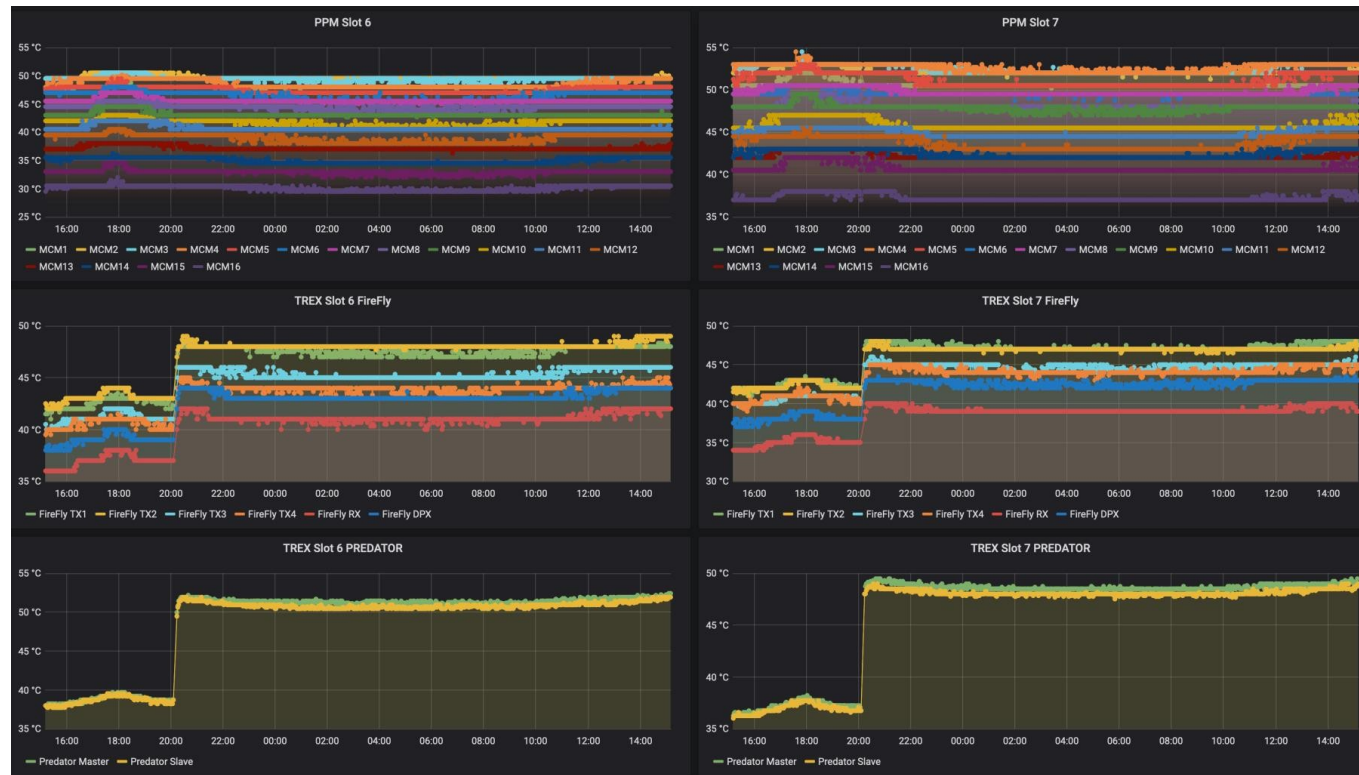 PPM Slot 6
55 °C
50 °C
45 °C
40 °C
35 °C
30 °C
25 °C
16:00 18:00 20:00 22:00 00:00 02:00 04:00 06:00 08:00 10:00 12:00 14:00
MCM1 MCM2 MCM3 MCM4 MCM5 MCM6 MCM7 MCM8 MCM9 MCM10 MCM11 MCM12
MCM13 MCM14 MCM15 MCM16
PPM Slot 7
55 °C
50 °C
45 °C
40 °C
35 °C
16:00 18:00 20:00 22:00 00:00 02:00 04:00 06:00 08:00 10:00 12:00 14:00
MCM1 MCM2 MCM3 MCM4 MCM5 MCM6 MCM7 MCM8 MCM9 MCM10 MCM11 MCM12
MCM13 MCM14 MCM15 MCM16
TREX Slot 6 FireFly
50 °C
45 °C
40 °C
35 °C
16:00 18:00 20:00 22:00 00:00 02:00 04:00 06:00 08:00 10:00 12:00 14:00
FireFly TX1 FireFly TX2 FireFly TX3 FireFly TX4 FireFly RX FireFly DPX
TREX Slot 7 FireFly
50 °C
45 °C
40 °C
35 °C
30 °C
16:00 18:00 20:00 22:00 00:00 02:00 04:00 06:00 08:00 10:00 12:00 14:00
FireFly TX1 FireFly TX2 FireFly TX3 FireFly TX4 FireFly RX FireFly DPX
TREX Slot 6 PREDATOR
55 °C
50 °C
45 °C
40 °C
35 °C
16:00 18:00 20:00 22:00 00:00 02:00 04:00 06:00 08:00 10:00 12:00 14:00
Predator Master Predator Slave
TREX Slot 7 PREDATOR
50 °C
45 °C
40 °C
35 °C
16:00 18:00 20:00 22:00 00:00 02:00 04:00 06:00 08:00 10:00 12:00 14:00
Predator Master Predator Slave